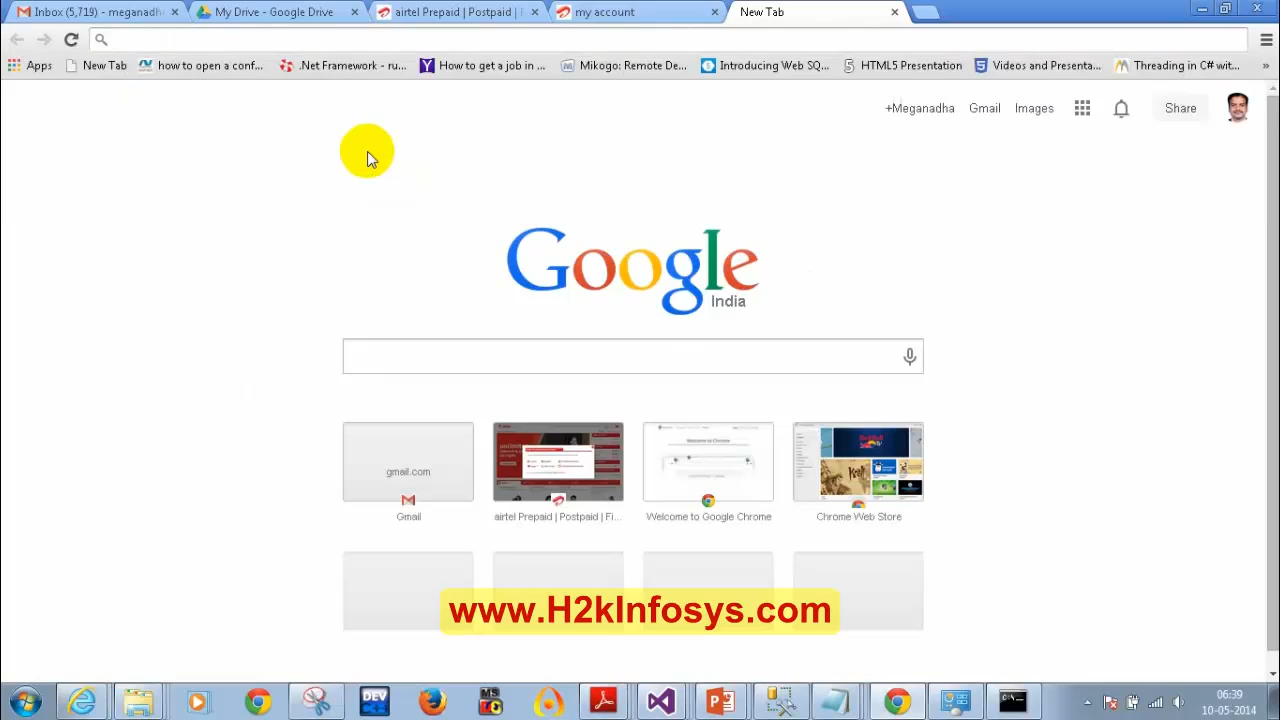 Inbox (5,719) - meganadh
My Drive - Google Drive
airtel Prepaid | Postpaid | F
my account
New Tab
Apps
New Tab
how to open a conf...
.Net Framework - ru...
How to get a job in ...
Mikogo: Remote De...
Introducing Web SQ...
HTML5 Presentation
Videos and Presenta...
Threading in C# wit...
»
+Meganadha
Gmail
Images
Share
Google
India
gmail.com
Gmail
airtel Prepaid | Postpaid | Fi...
Welcome to Google Chrome
Chrome Web Store
www.H2kInfosys.com
DEV
MS
06:39
10-05-2014